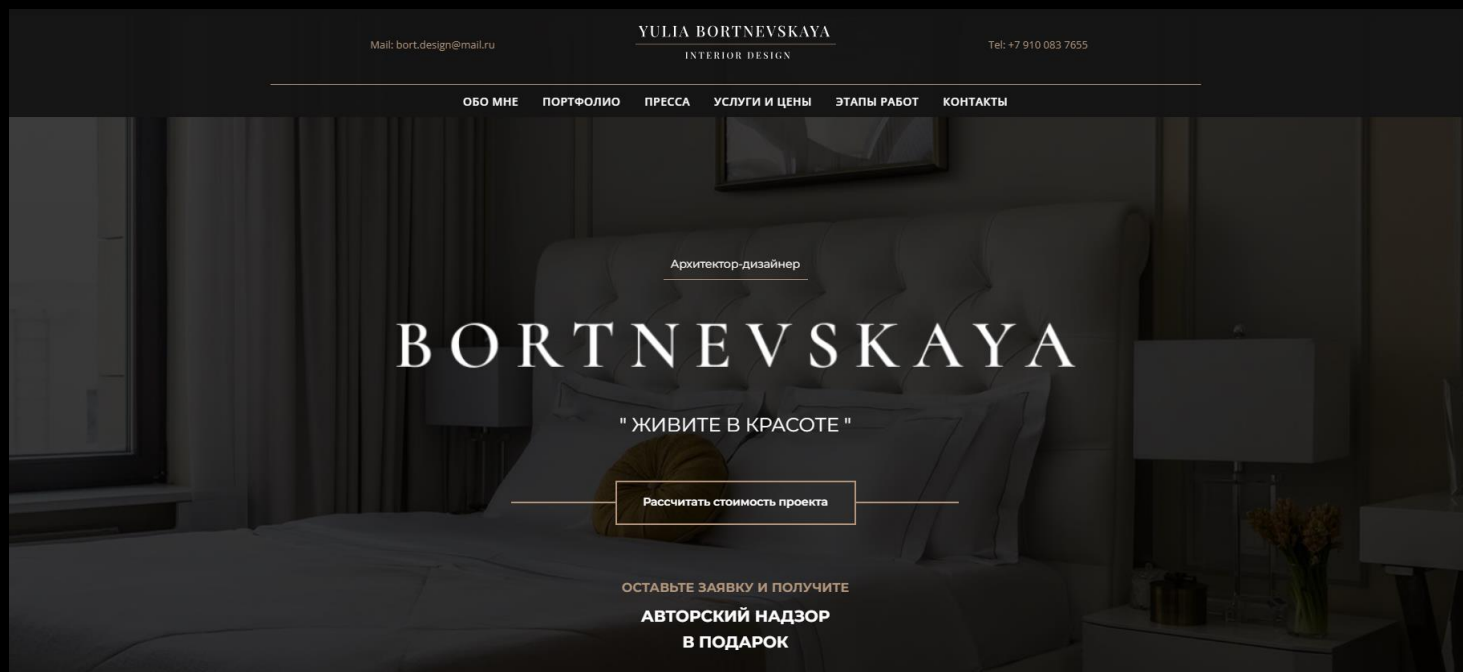 Mail: bort.design@mail.ru
YULIA BORTNEVSKAYA
INTERIOR DESIGN
Tel: +7 910 083 7655
ОБО МНЕ ПОРТФОЛИО ПРЕССА УСЛУГИ И ЦЕНЫ ЭТАПЫ РАБОТ КОНТАКТЫ
Архитектор-дизайнер
BORTNEVSKAYA
" ЖИВИТЕ В КРАСОТЕ "
Рассчитать стоимость проекта
ОСТАВЬТЕ ЗАЯВКУ И ПОЛУЧИТЕ
АВТОРСКИЙ НАДЗОР
В ПОДАРОК